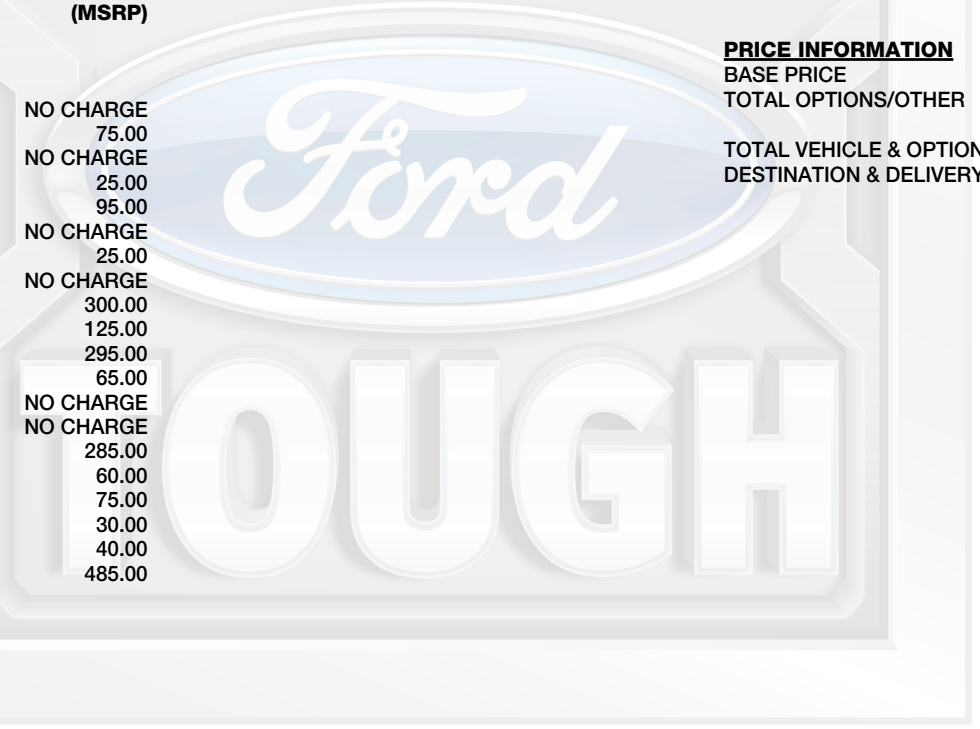 (MSRP)
NO CHARGE
75.00
NO CHARGE
25.00
95.00
NO CHARGE
25.00
NO CHARGE
300.00
125.00
295.00
65.00
NO CHARGE
NO CHARGE
285.00
60.00
75.00
30.00
40.00
485.00
PRICE INFORMATION
BASE PRICE
TOTAL OPTIONS/OTHER
TOTAL VEHICLE & OPTION
DESTINATION & DELIVERY
Ford
TOUGH